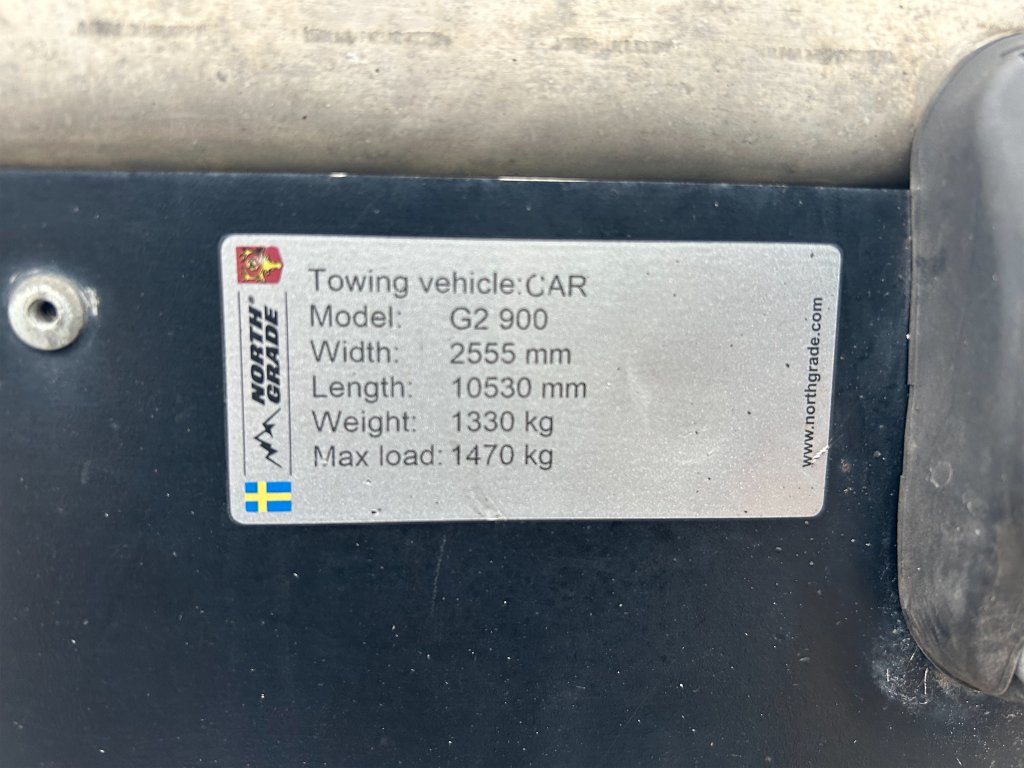 Towing vehicle:CAR
Model: G2 900
Width: 2555 mm
Length: 10530 mm
Weight: 1330 kg
Max load: 1470 kg
NORTH®
GRADE
www.northgrade.com